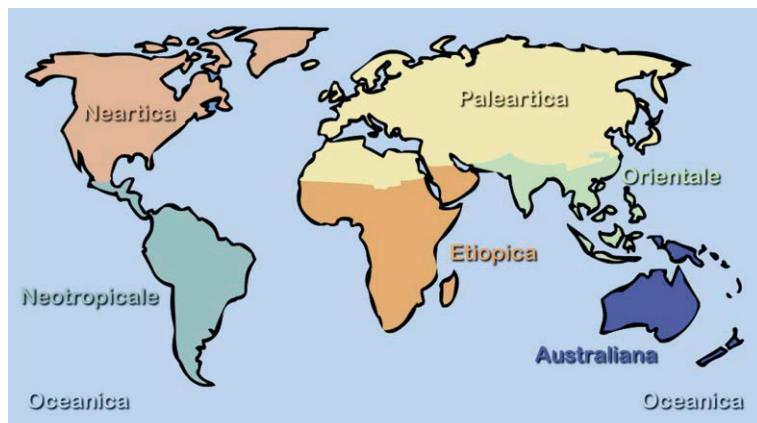 Neartica
Paleartica
Orientale
Etiopica
Neotropicale
Australiana
Oceanica
Oceanica